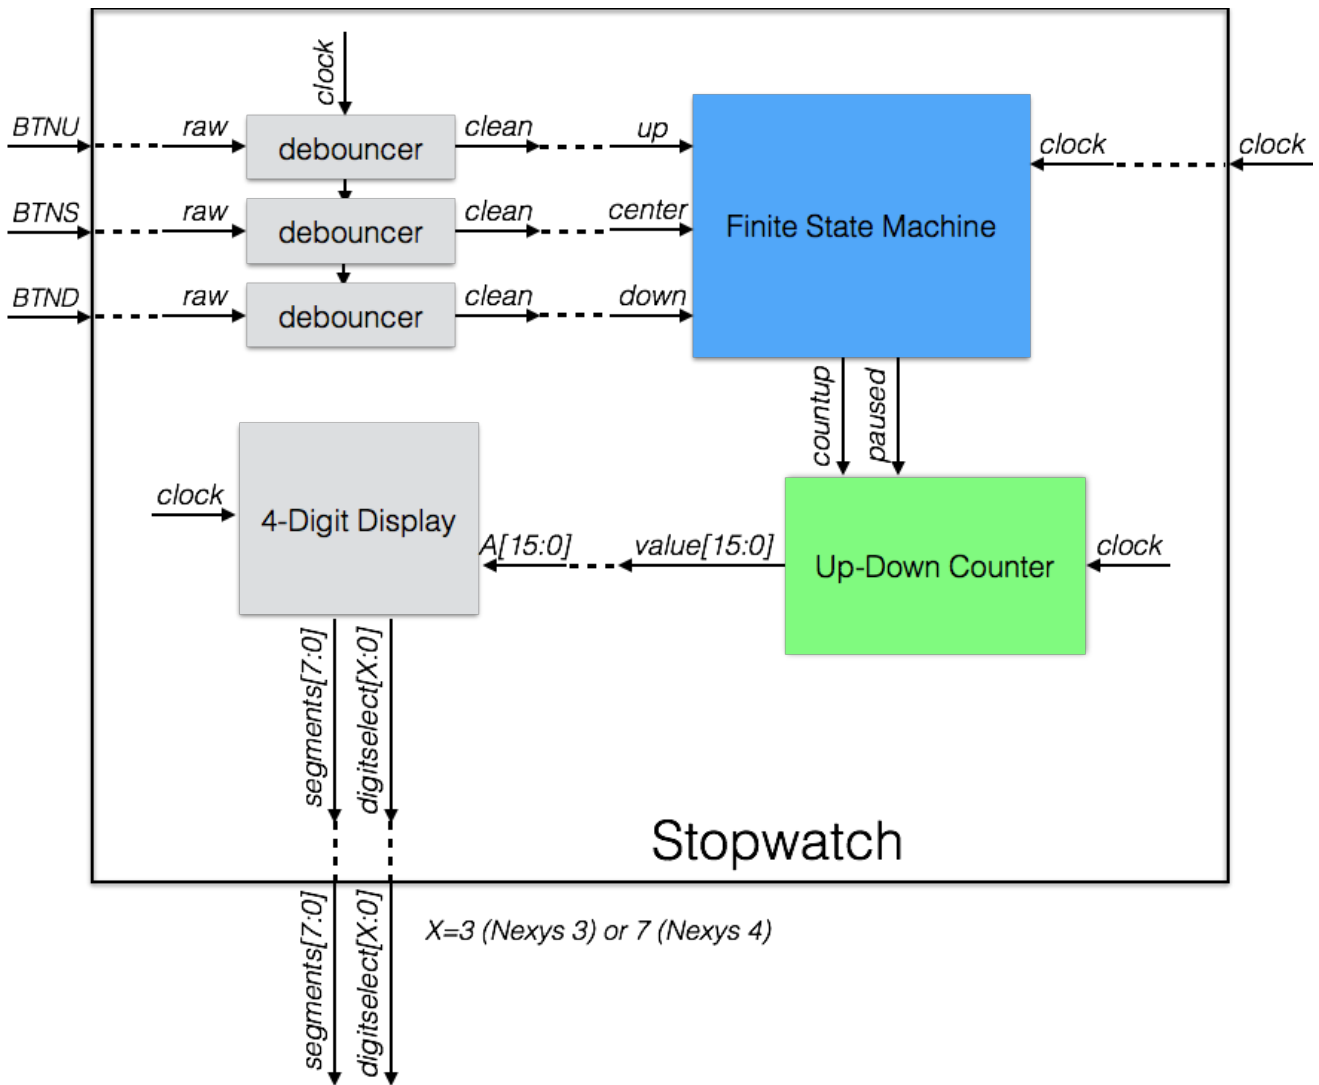 clock
BTNU
raw
debouncer
clean
up
clock
clock
BTNS
raw
debouncer
clean
center
Finite State Machine
BTND
raw
debouncer
clean
down
countup
paused
clock
4-Digit Display
A[15:0]
value[15:0]
Up-Down Counter
clock
segments[7:0]
digitselect[X:0]
Stopwatch
segments[7:0]
digitselect[X:0]
X=3 (Nexys 3) or 7 (Nexys 4)